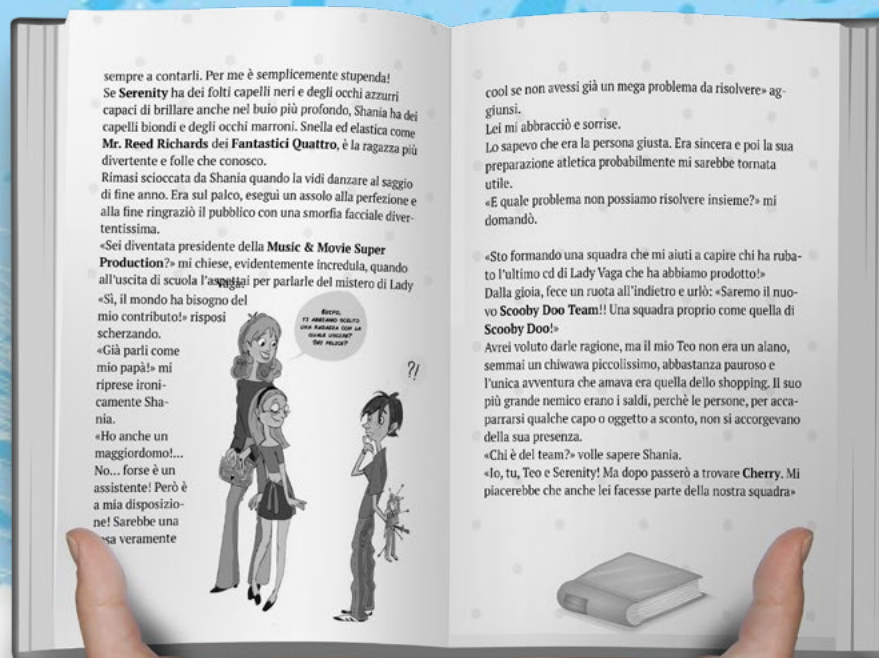 sempre a contarli. Per me è semplicemente stupenda!
Se Serenity ha dei folti capelli neri e degli occhi azzurri
capaci di brillare anche nel buio più profondo, Shania ha dei
capelli biondi e degli occhi marroni. Snella ed elastica come
Mr. Reed Richards dei Fantastici Quattro, è la ragazza più
divertente e folle che conosco.
Rimasi scioccata da Shania quando la vidi danzare al saggio
di fine anno. Era sul palco, eseguì un assolo alla perfezione e
alla fine ringraziò il pubblico con una smorfia facciale diver-
tentissima.
«Sei diventata presidente della Music & Movie Super
Production?» mi chiese, evidentemente incredula, quando
all'uscita di scuola l'aspettai per parlarle del mistero di Lady
Vaga.
«Sì, il mondo ha bisogno del
mio contributo!» risposi
scherzando.
«Già parli come
mio papà!» mi
riprese ironi-
camente Sha-
nia.
«Ho anche un
maggiordomo!...
No... forse è un
assistente! Però è
a mia disposizio-
ne! Sarebbe una
veramente
TI ABBIAMO SCELTO
UNA RAGAZZA CON LA
QUALE USCIRE!
SEI FELICE?
?!
cool se non avessi già un mega problema da risolvere» ag-
giunsi.
Lei mi abbracciò e sorrise.
Lo sapevo che era la persona giusta. Era sincera e poi la sua
preparazione atletica probabilmente mi sarebbe tornata
utile.
«E quale problema non possiamo risolvere insieme?» mi
domandò.
«Sto formando una squadra che mi aiuti a capire chi ha ruba-
to l'ultimo cd di Lady Vaga che ha abbiamo prodotto!»
Dalla gioia, fece un ruota all'indietro e urlò: «Saremo il nuo-
vo Scooby Doo Team!! Una squadra proprio come quella di
Scooby Doo!»
Avrei voluto darle ragione, ma il mio Teo non era un alano,
semmai un chiwawa piccolissimo, abbastanza pauroso e
l'unica avventura che amava era quella dello shopping. Il suo
più grande nemico erano i saldi, perchè le persone, per acca-
parrarsi qualche capo o oggetto a sconto, non si accorgevano
della sua presenza.
«Chi è del team?» volle sapere Shania.
«Io, tu, Teo e Serenity! Ma dopo passerò a trovare Cherry. Mi
piacerebbe che anche lei facesse parte della nostra squadra»